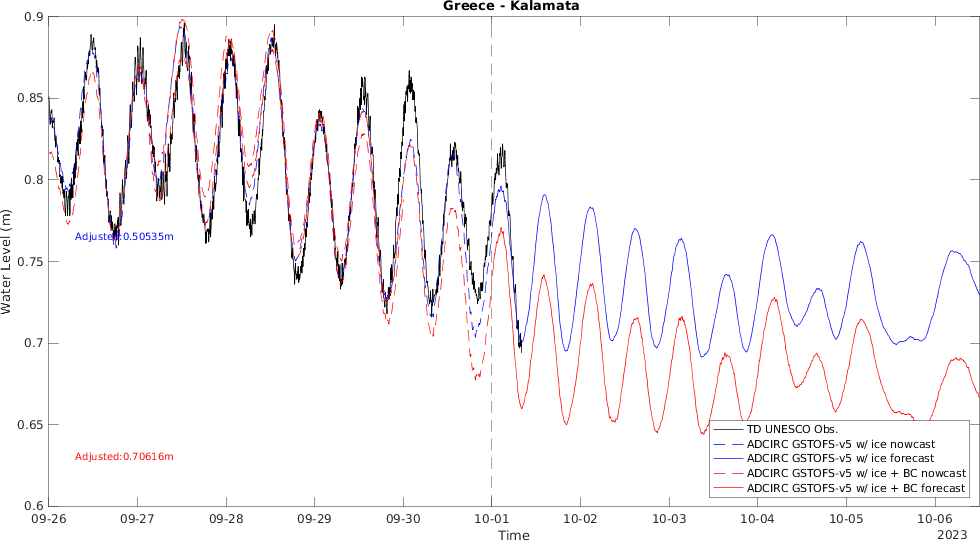 Greece - Kalamata
0.9
0.85
0.8
0.75
0.7
0.65
0.6
Water Level (m)
Adjusted:0.50535m
Adjusted:0.70616m
TD UNESCO Obs.
ADCIRC GSTOFS-v5 w/ ice nowcast
ADCIRC GSTOFS-v5 w/ ice forecast
ADCIRC GSTOFS-v5 w/ ice + BC nowcast
ADCIRC GSTOFS-v5 w/ ice + BC forecast
09-26 09-27 09-28 09-29 09-30 10-01 10-02 10-03 10-04 10-05 10-06
Time
2023